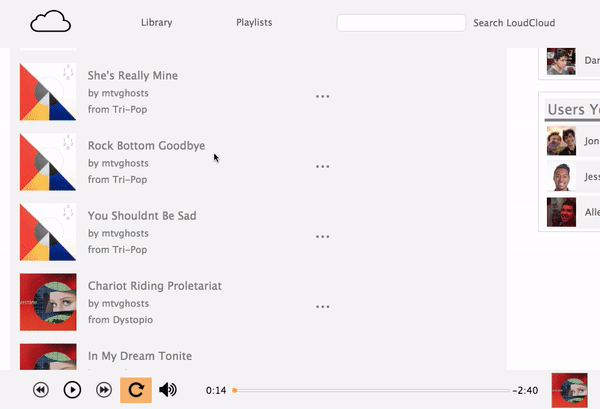 Library
Playlists
Search LoudCloud
She's Really Mine
by mtvghosts
from Tri-Pop
Rock Bottom Goodbye
by mtvghosts
from Tri-Pop
You Shouldnt Be Sad
by mtvghosts
from Tri-Pop
Chariot Riding Proletariat
by mtvghosts
from Dystopio
In My Dream Tonite
Dar
Users Yo
Jon
Jess
Alle
0:14
-2:40